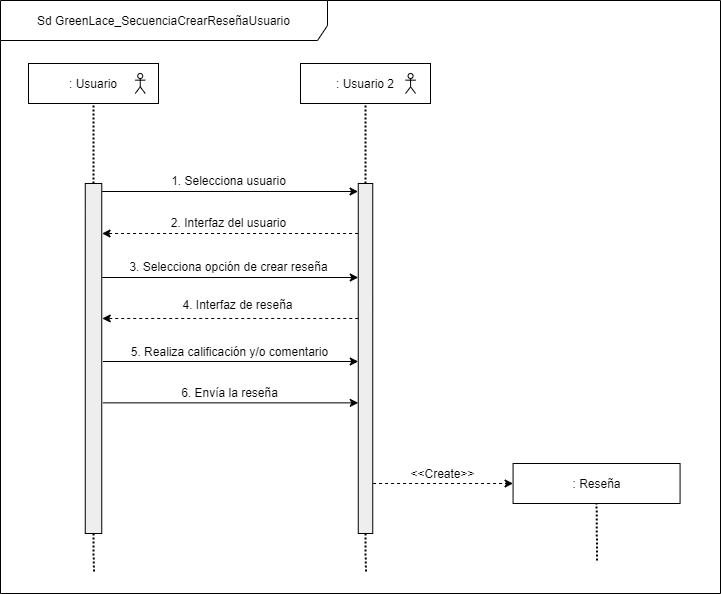 Sd GreenLace_SecuenciaCrearReseñaUsuario
: Usuario
: Usuario 2
1. Selecciona usuario
2. Interfaz del usuario
3. Selecciona opción de crear reseña
4. Interfaz de reseña
5. Realiza calificación y/o comentario
6. Envía la reseña
<<Create>>
: Reseña